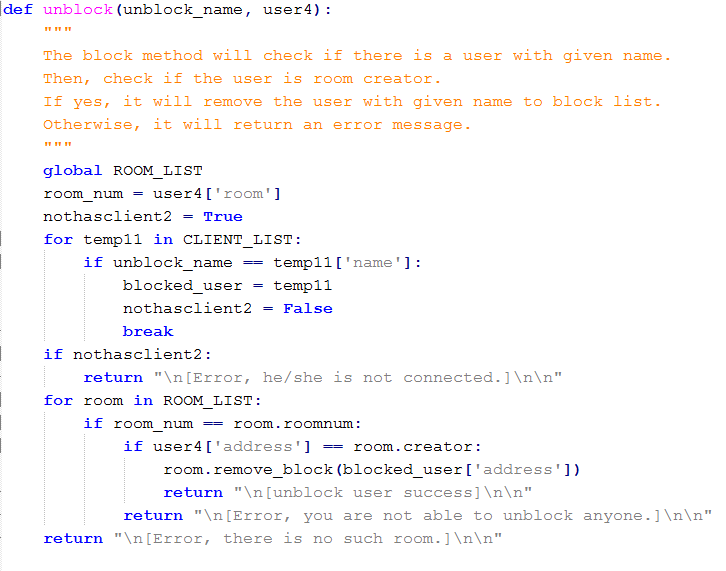 def unblock(unblock_name, user4):
    """
    The block method will check if there is a user with given name.
    Then, check if the user is room creator.
    If yes, it will remove the user with given name to block list.
    Otherwise, it will return an error message.
    """
    global ROOM_LIST
    room_num = user4['room']
    nothasclient2 = True
    for temp11 in CLIENT_LIST:
        if unblock_name == temp11['name']:
            blocked_user = temp11
            nothasclient2 = False
            break
    if nothasclient2:
        return "\n[Error, he/she is not connected.]\n\n"
    for room in ROOM_LIST:
        if room_num == room.roomnum:
            if user4['address'] == room.creator:
                room.remove_block(blocked_user['address'])
                return "\n[unblock user success]\n\n"
            return "\n[Error, you are not able to unblock anyone.]\n\n"
    return "\n[Error, there is no such room.]\n\n"